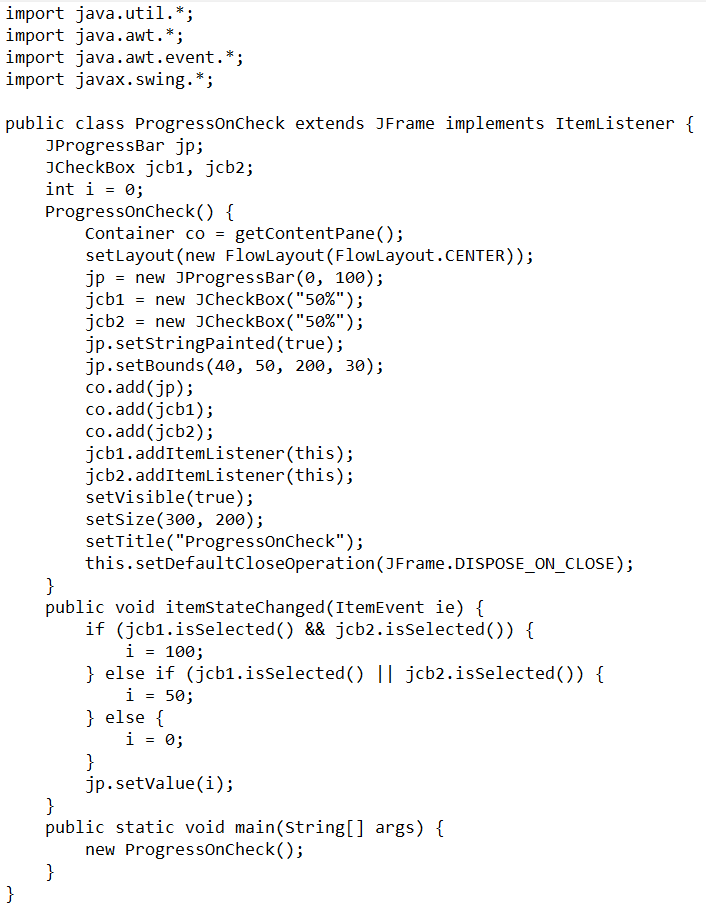 import java.util.*;
import java.awt.*;
import java.awt.event.*;
import javax.swing.*;

public class ProgressOnCheck extends JFrame implements ItemListener {
    JProgressBar jp;
    JCheckBox jcb1, jcb2;
    int i = 0;
    ProgressOnCheck() {
        Container co = getContentPane();
        setLayout(new FlowLayout(FlowLayout.CENTER));
        jp = new JProgressBar(0, 100);
        jcb1 = new JCheckBox("50%");
        jcb2 = new JCheckBox("50%");
        jp.setStringPainted(true);
        jp.setBounds(40, 50, 200, 30);
        co.add(jp);
        co.add(jcb1);
        co.add(jcb2);
        jcb1.addItemListener(this);
        jcb2.addItemListener(this);
        setVisible(true);
        setSize(300, 200);
        setTitle("ProgressOnCheck");
        this.setDefaultCloseOperation(JFrame.DISPOSE_ON_CLOSE);
    }
    public void itemStateChanged(ItemEvent ie) {
        if (jcb1.isSelected() && jcb2.isSelected()) {
            i = 100;
        } else if (jcb1.isSelected() || jcb2.isSelected()) {
            i = 50;
        } else {
            i = 0;
        }
        jp.setValue(i);
    }
    public static void main(String[] args) {
        new ProgressOnCheck();
    }
}